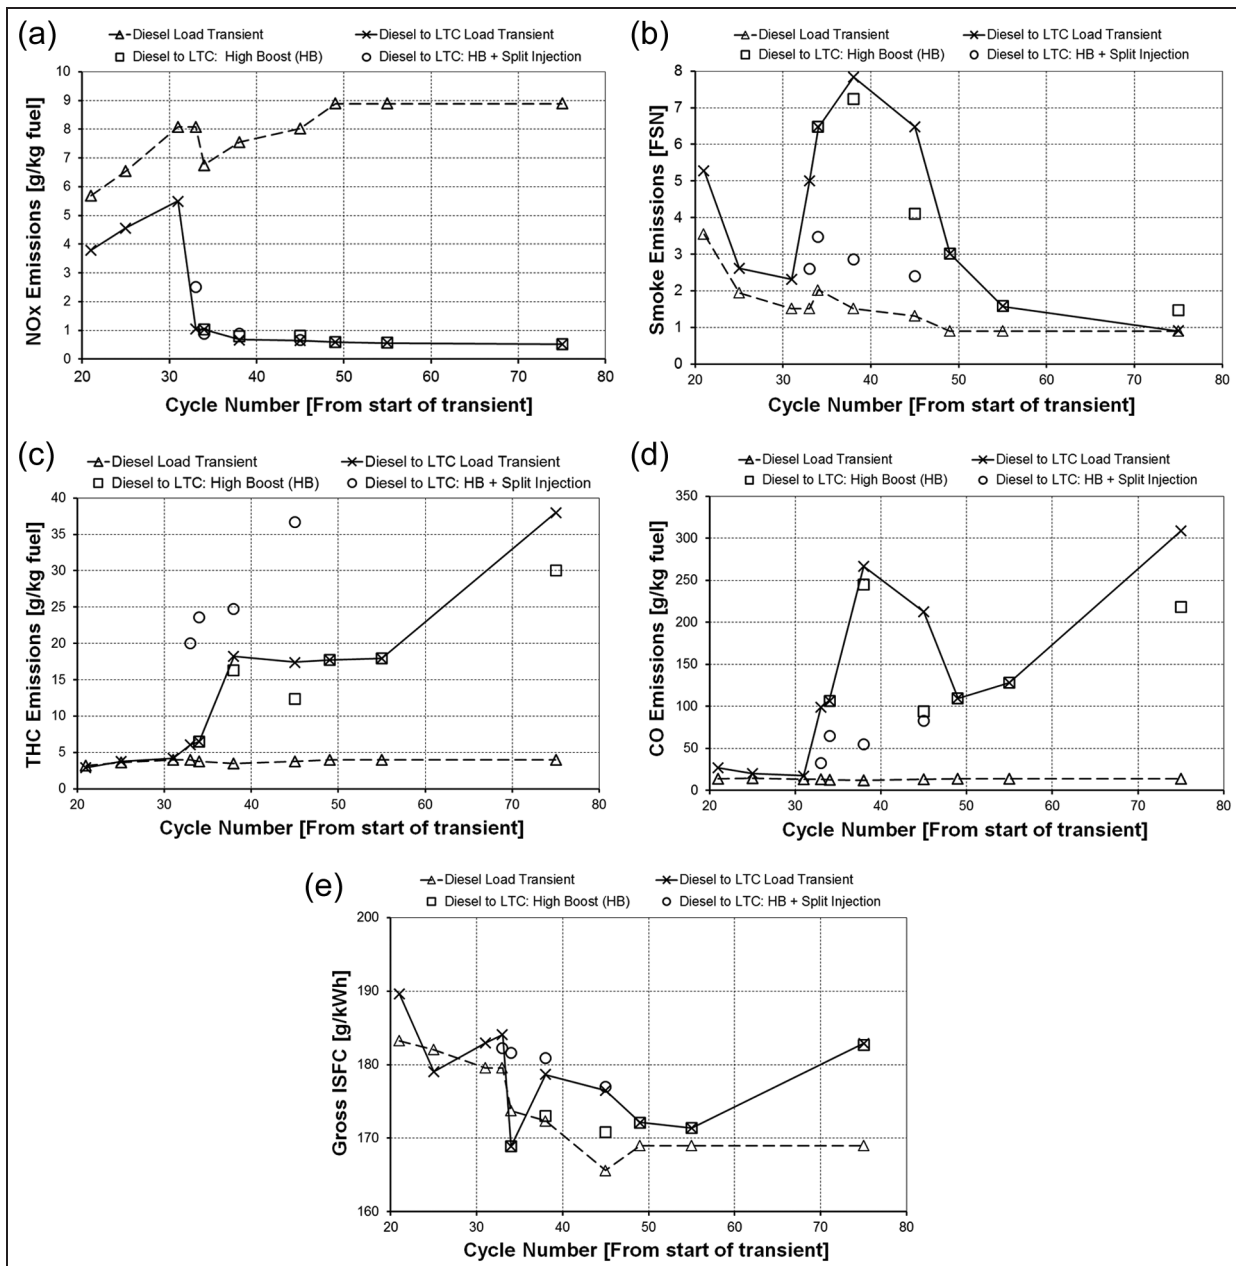 (a)
Diesel Load Transient
Diesel to LTC Load Transient
Diesel to LTC: High Boost (HB)
Diesel to LTC: HB + Split Injection
NOx Emissions [g/kg fuel]
10
9
8
7
6
5
4
3
2
1
0
20 30 40 50 60 70 80
Cycle Number [From start of transient]
(b)
Diesel Load Transient
Diesel to LTC Load Transient
Diesel to LTC: High Boost (HB)
Diesel to LTC: HB + Split Injection
Smoke Emissions [FSN]
8
7
6
5
4
3
2
1
0
20 30 40 50 60 70 80
Cycle Number [From start of transient]
(c)
Diesel Load Transient
Diesel to LTC Load Transient
Diesel to LTC: High Boost (HB)
Diesel to LTC: HB + Split Injection
THC Emissions [g/kg fuel]
40
35
30
25
20
15
10
5
0
20 30 40 50 60 70 80
Cycle Number [From start of transient]
(d)
Diesel Load Transient
Diesel to LTC Load Transient
Diesel to LTC: High Boost (HB)
Diesel to LTC: HB + Split Injection
CO Emissions [g/kg fuel]
350
300
250
200
150
100
50
0
20 30 40 50 60 70 80
Cycle Number [From start of transient]
(e)
Diesel Load Transient
Diesel to LTC Load Transient
Diesel to LTC: High Boost (HB)
Diesel to LTC: HB + Split Injection
Gross ISFC [g/kWh]
200
190
180
170
160
20 30 40 50 60 70 80
Cycle Number [From start of transient]